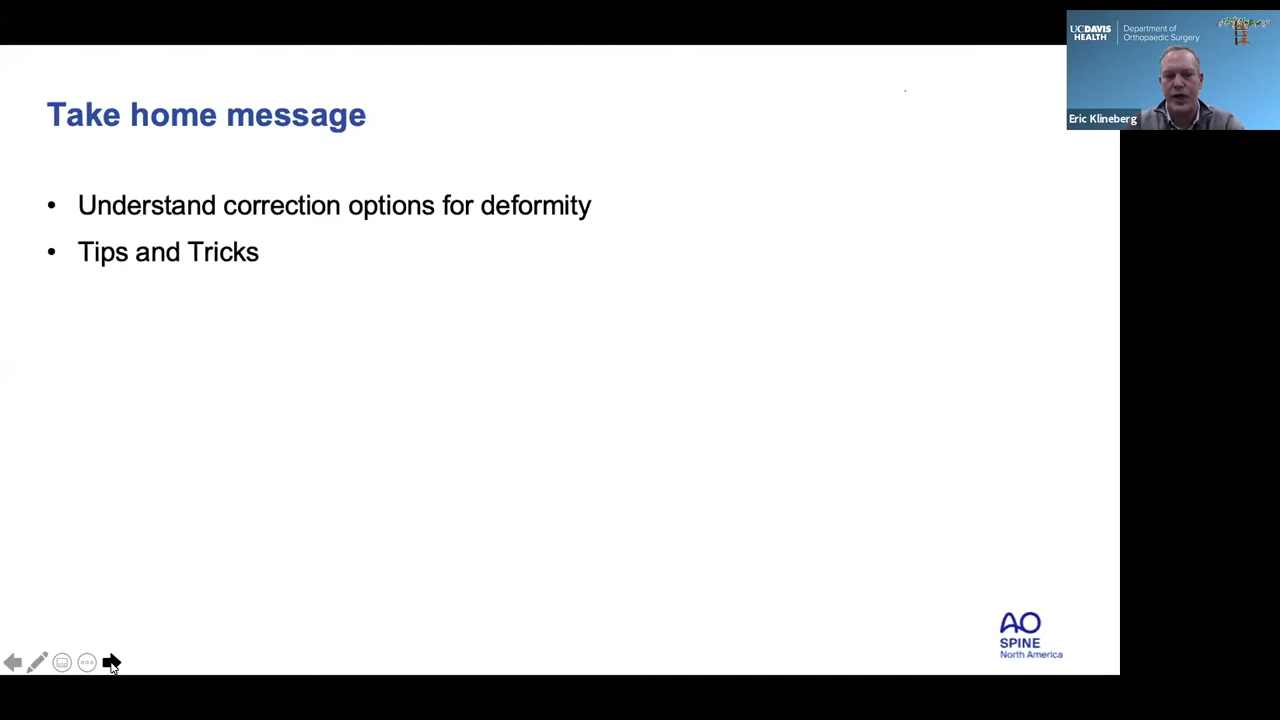 Take home message
• Understand correction options for deformity
• Tips and Tricks
AO
SPINE
North America
UCDAVIS
HEALTH
Department of
Orthopaedic Surgery
Eric Klineberg